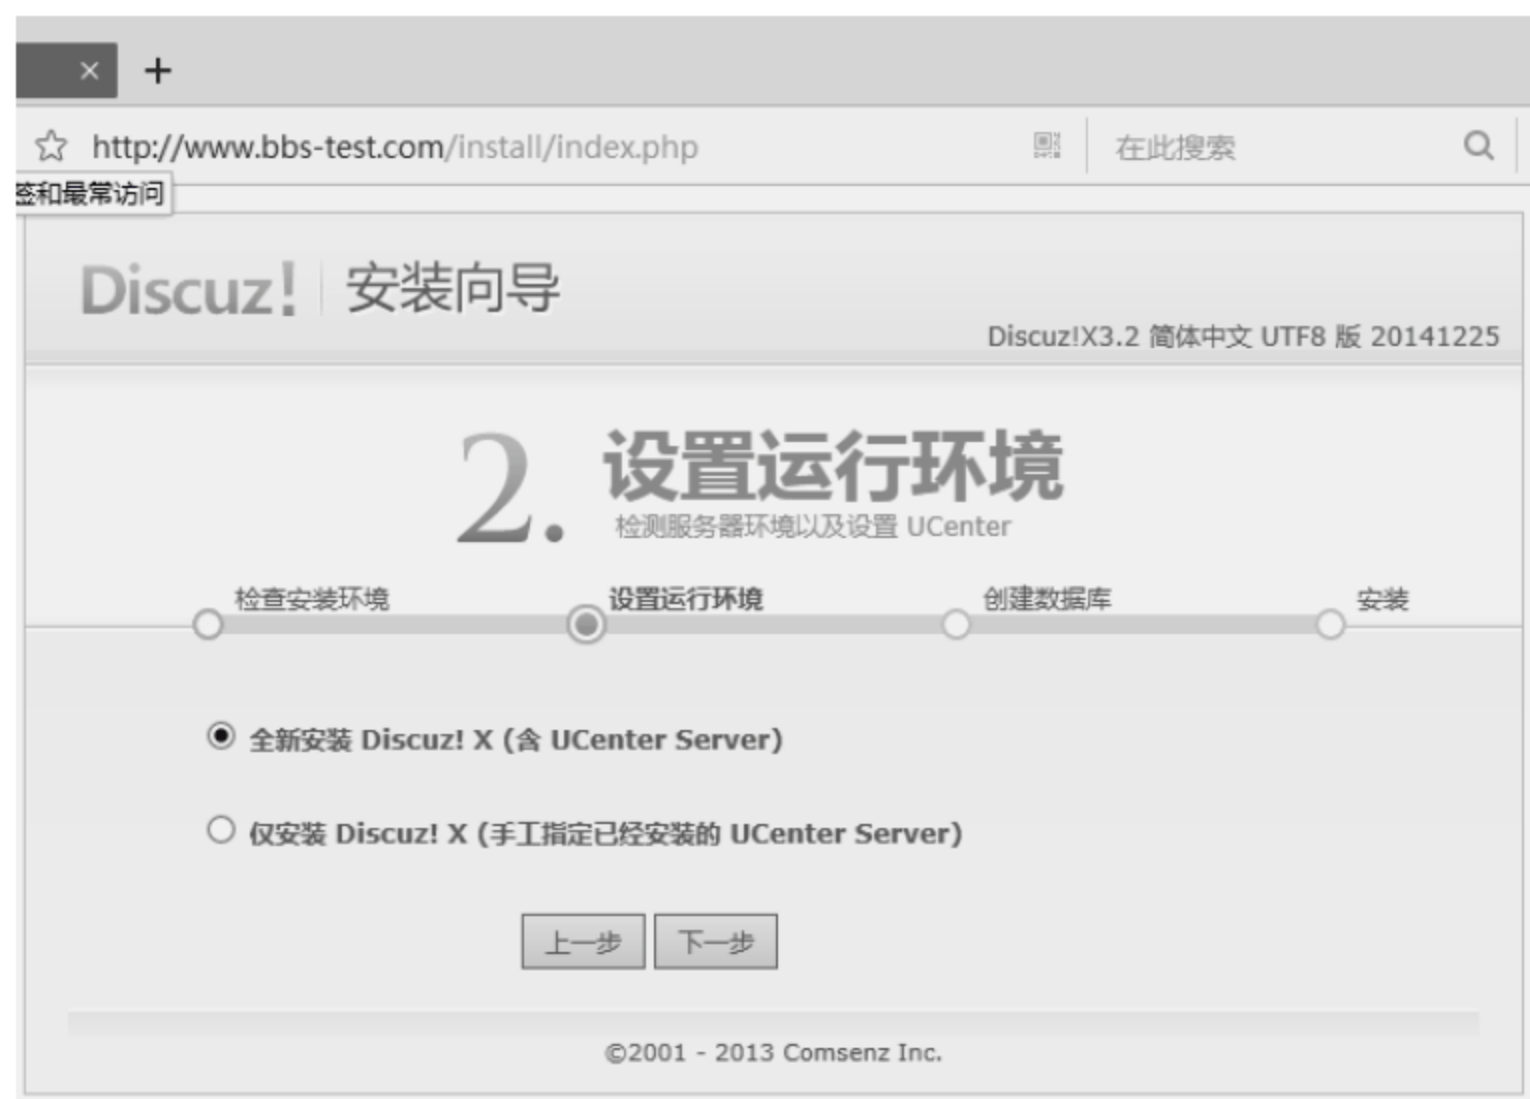 http://www.bbs-test.com/install/index.php
在此搜索
签和最常访问
Discuz! 安装向导
Discuz!X3.2 简体中文 UTF8 版 20141225
2. 设置运行环境
检测服务器环境以及设置 UCenter
检查安装环境 设置运行环境 创建数据库 安装
全新安装 Discuz! X (含 UCenter Server)
仅安装 Discuz! X (手工指定已经安装的 UCenter Server)
上一步 下一步
©2001 - 2013 Comsenz Inc.